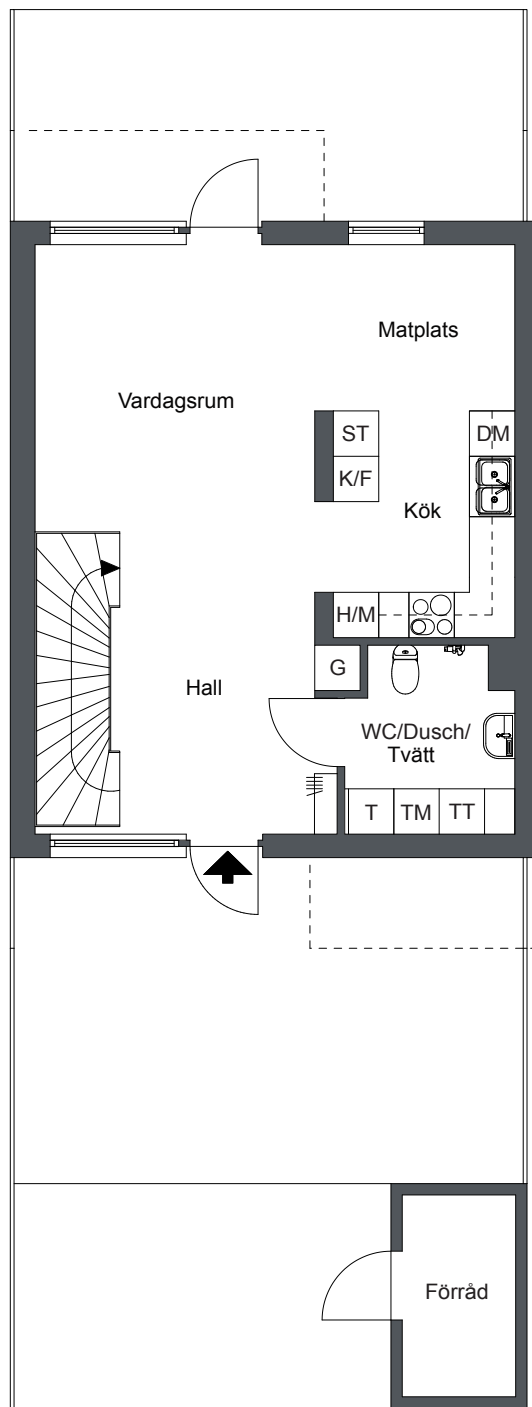 Matplats
Vardagsrum
ST
DM
K/F
Kök
H/M
G
Hall
WC/Dusch/
Tvätt
T
TM
TT
Förråd